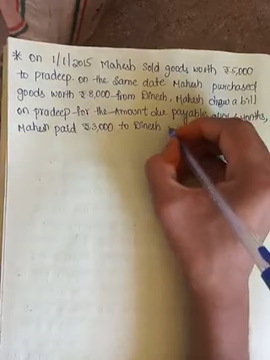 * On 1/1/2015 Mahesh sold goods worth ₹5,000
to pradeep. on the same date Mahesh purchased
goods worth ₹8,000 from Dinesh, Mahesh drew a bill
on pradeep for the amount due payable after months,
Mahesh paid ₹3,000 to Dinesh